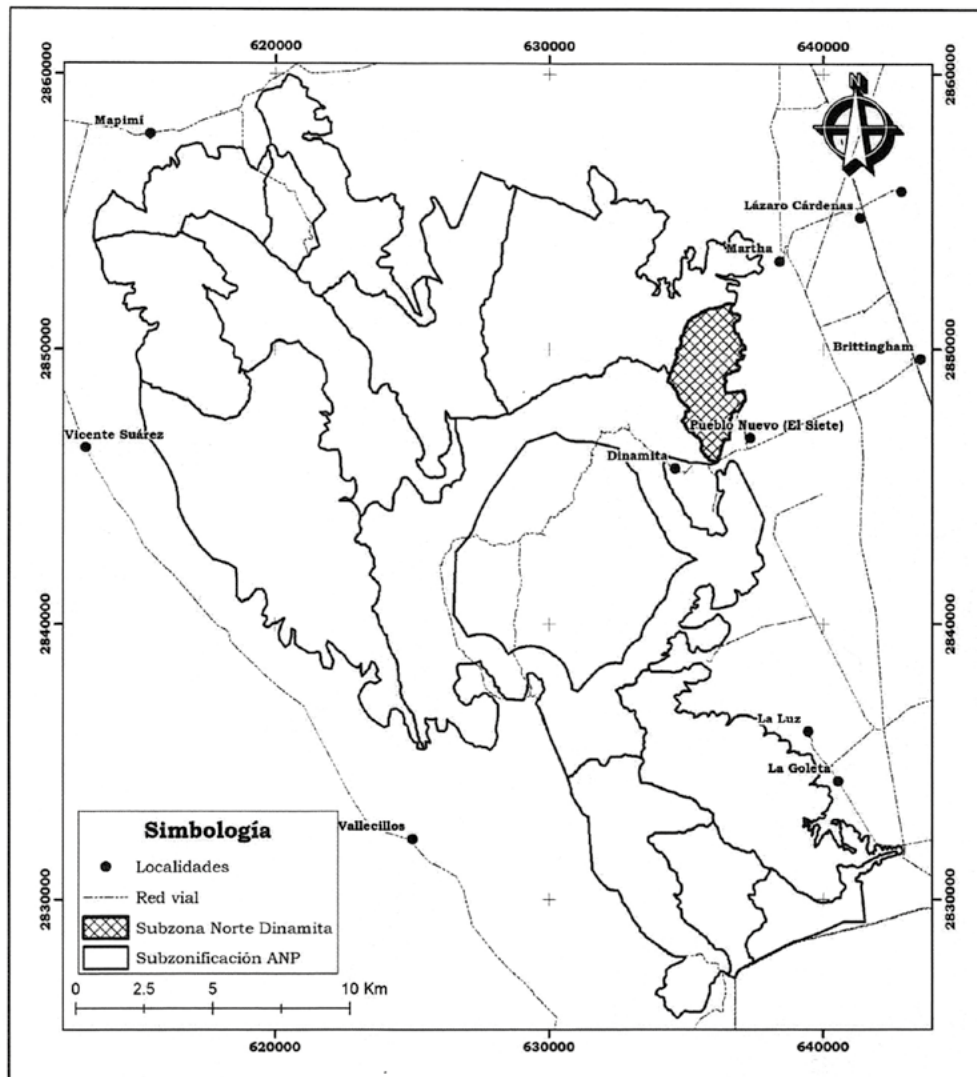 620000
630000
640000
2860000
2860000
N
Mapimí
Lázaro Cárdenas
Martha
2850000
2850000
Brittingham
Pueblo Nuevo (El Siete)
Vicente Suárez
Dinamita
2840000
2840000
La Luz
La Goleta
Vallecillos
Simbología
Localidades
Red vial
Subzona Norte Dinamita
Subzonificación ANP
2830000
2830000
0 2.5 5 10 Km
620000
630000
640000